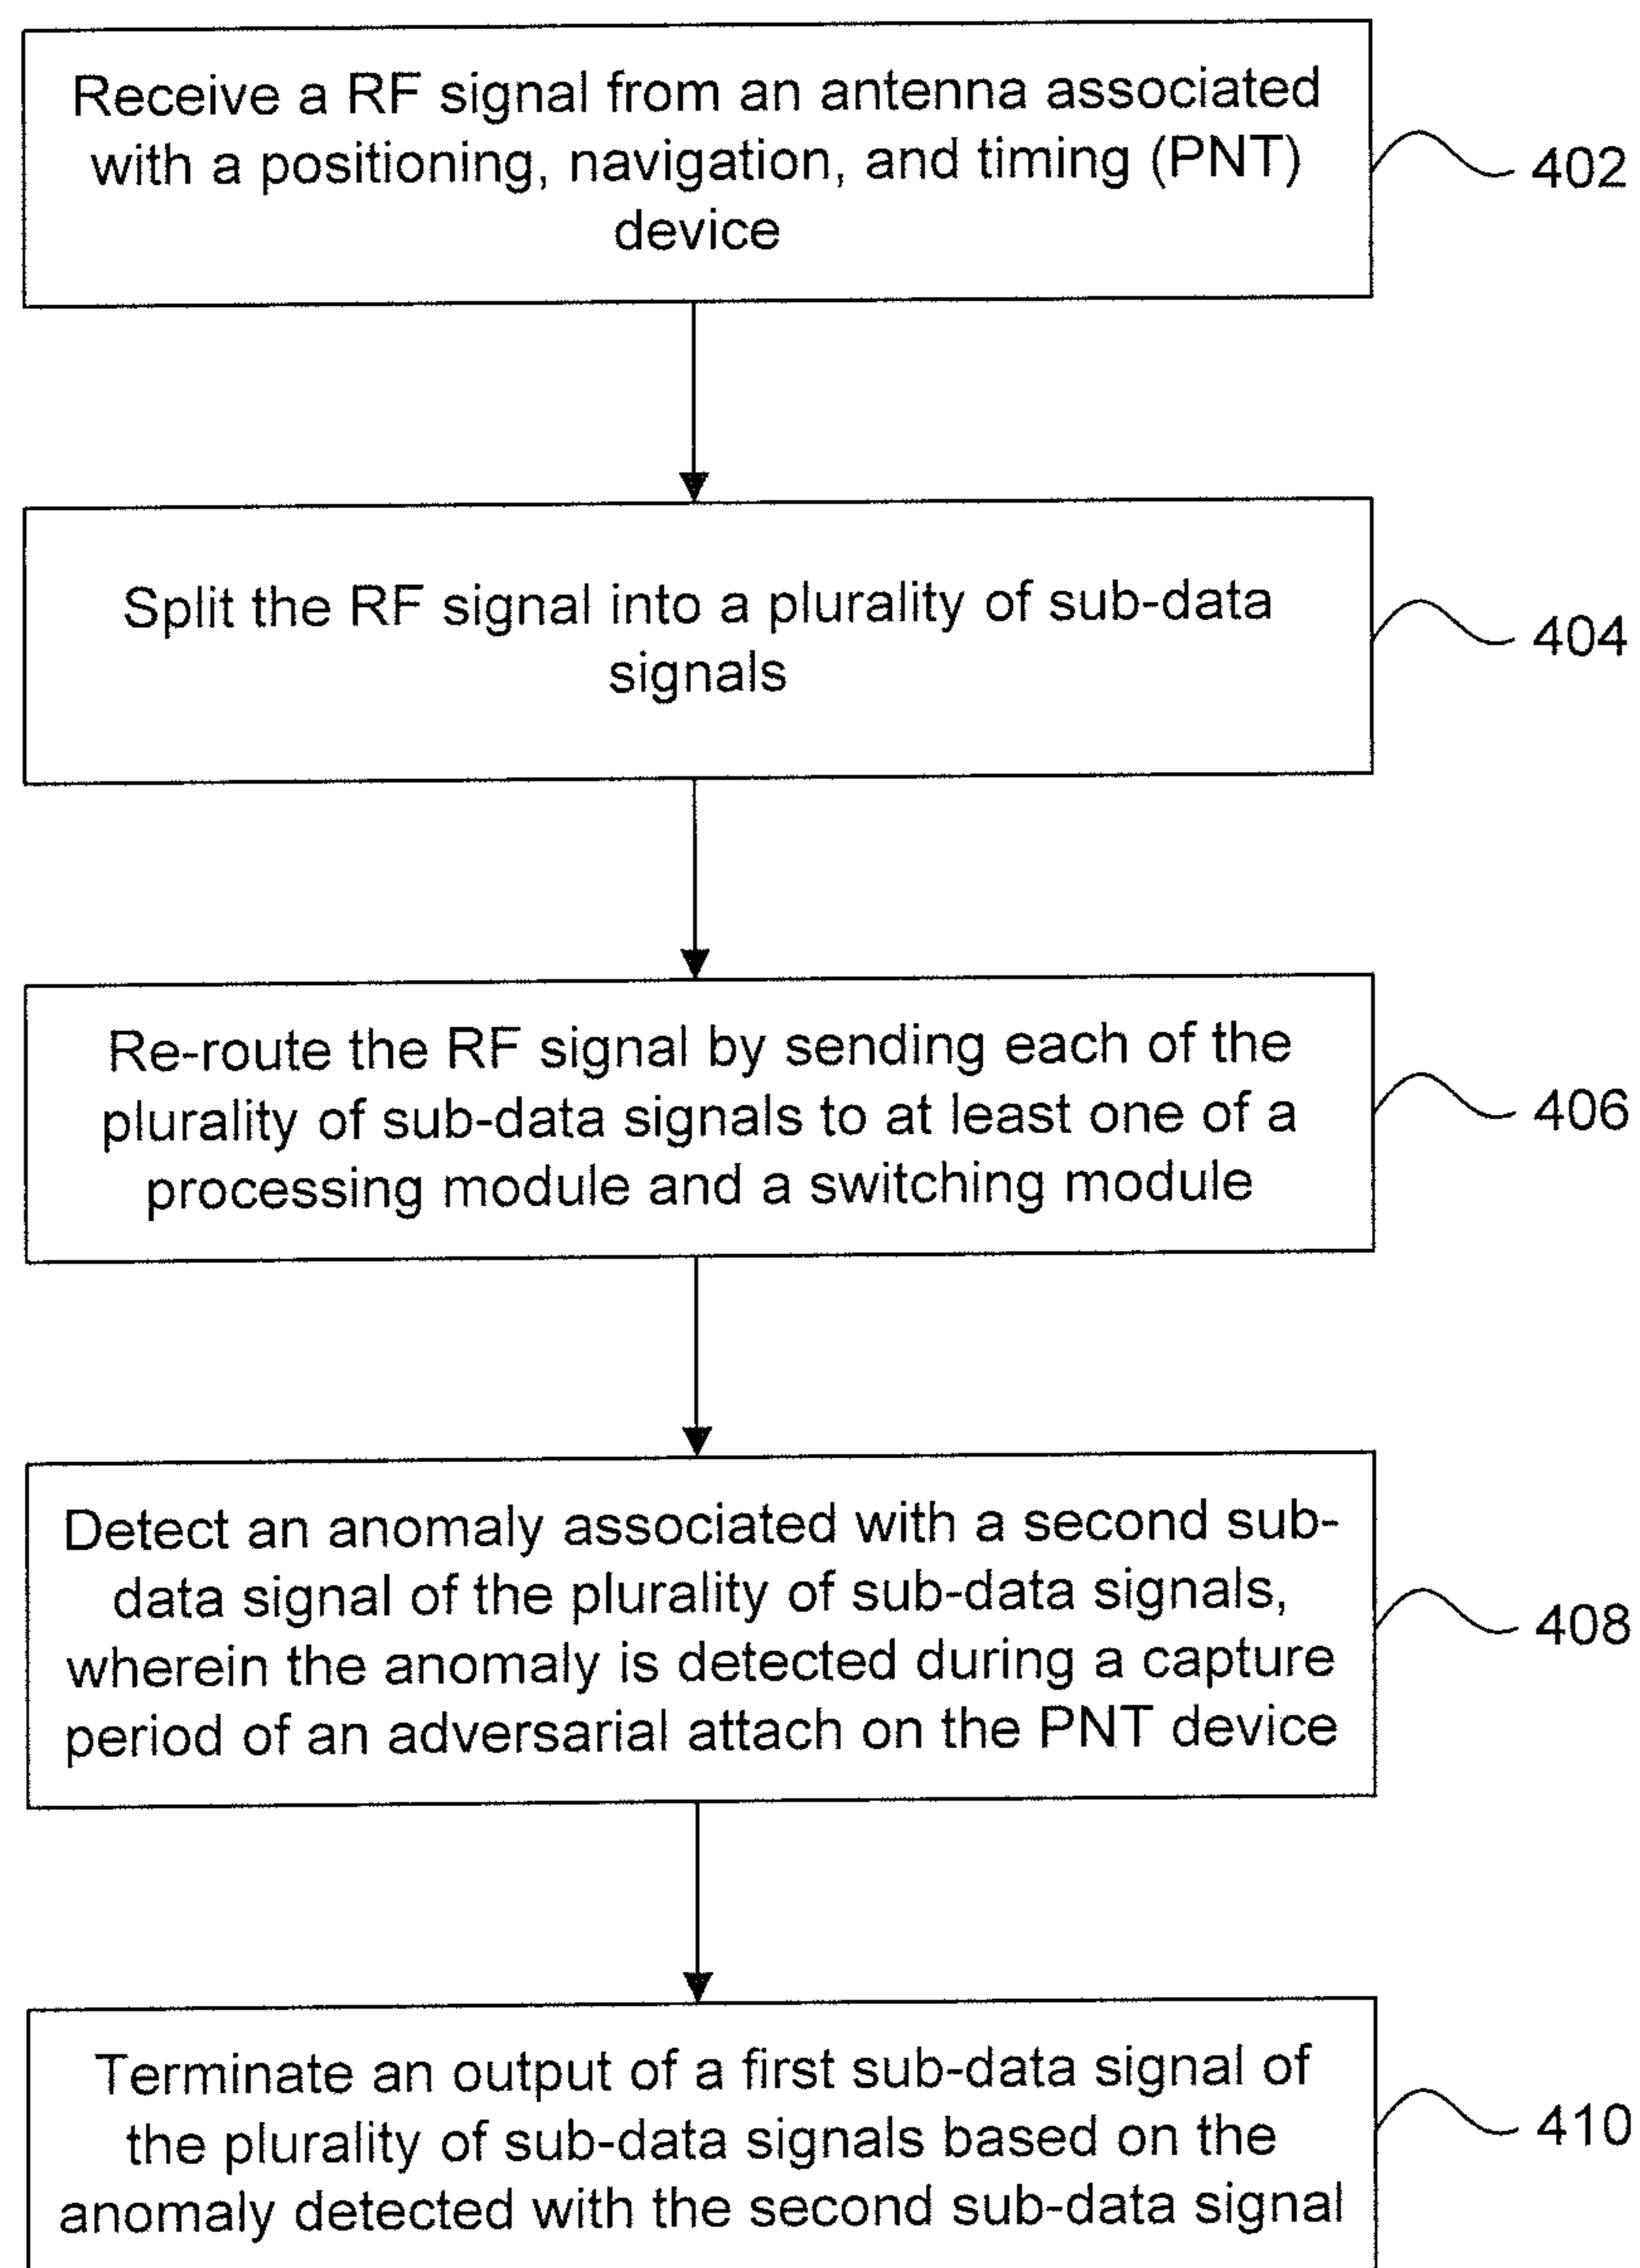 Receive a RF signal from an antenna associated
with a positioning, navigation, and timing (PNT)
device
402
Split the RF signal into a plurality of sub-data
signals
404
Re-route the RF signal by sending each of the
plurality of sub-data signals to at least one of a
processing module and a switching module
406
Detect an anomaly associated with a second sub-
data signal of the plurality of sub-data signals,
wherein the anomaly is detected during a capture
period of an adversarial attach on the PNT device
408
Terminate an output of a first sub-data signal of
the plurality of sub-data signals based on the
anomaly detected with the second sub-data signal
410